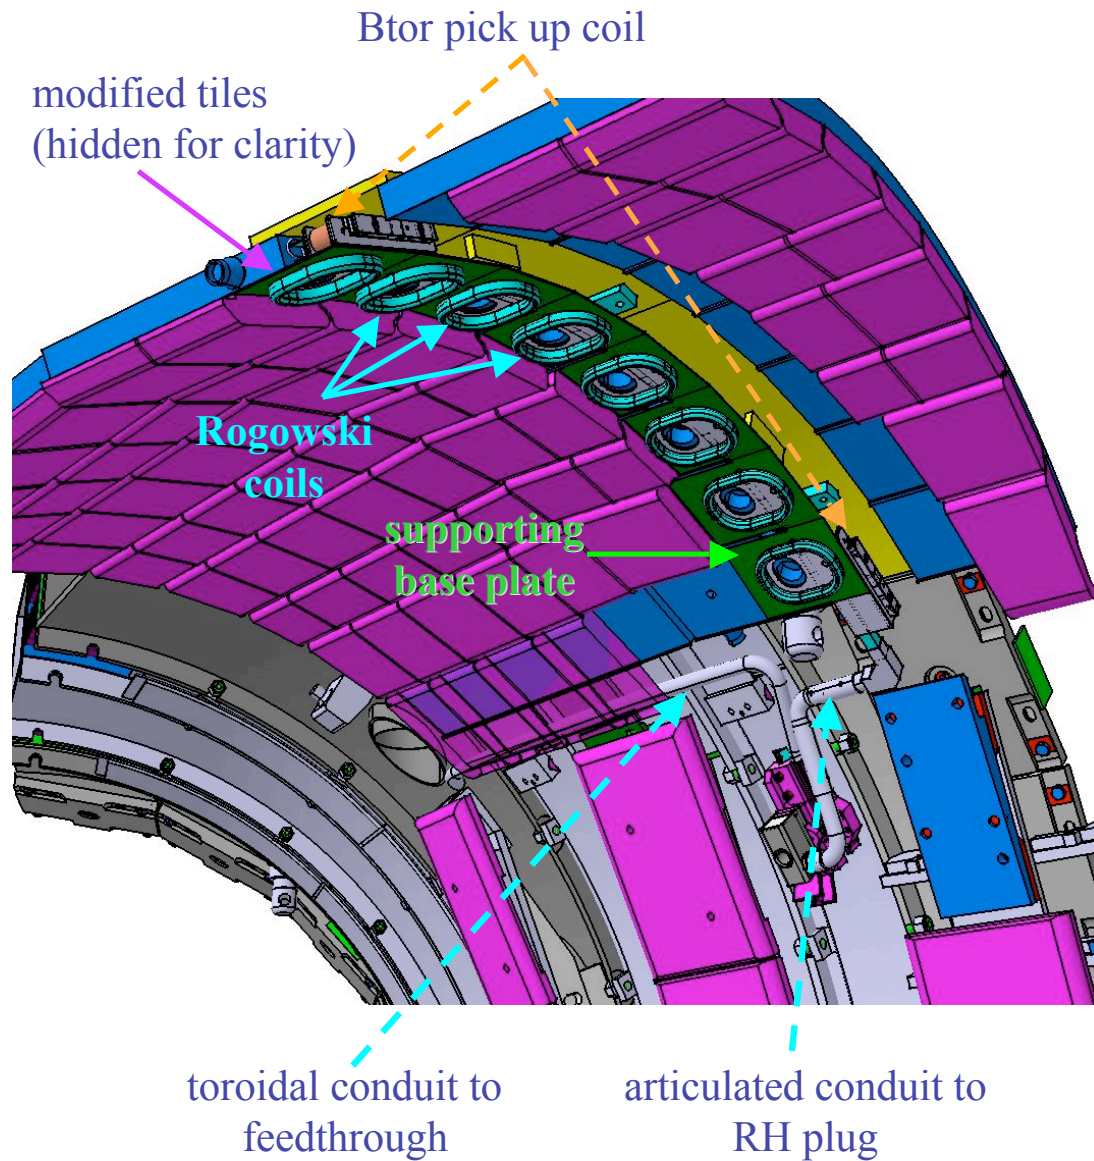 Btor pick up coil
modified tiles
(hidden for clarity)
Rogowski
coils
supporting
base plate
toroidal conduit to
feedthrough
articulated conduit to
RH plug